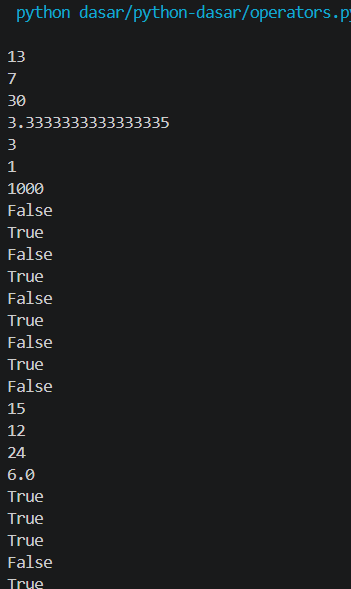 python dasar/python-dasar/operators.py
13
7
30
3.3333333333333335
3
1
1000
False
True
False
True
False
True
False
True
False
15
12
24
6.0
True
True
True
False
True